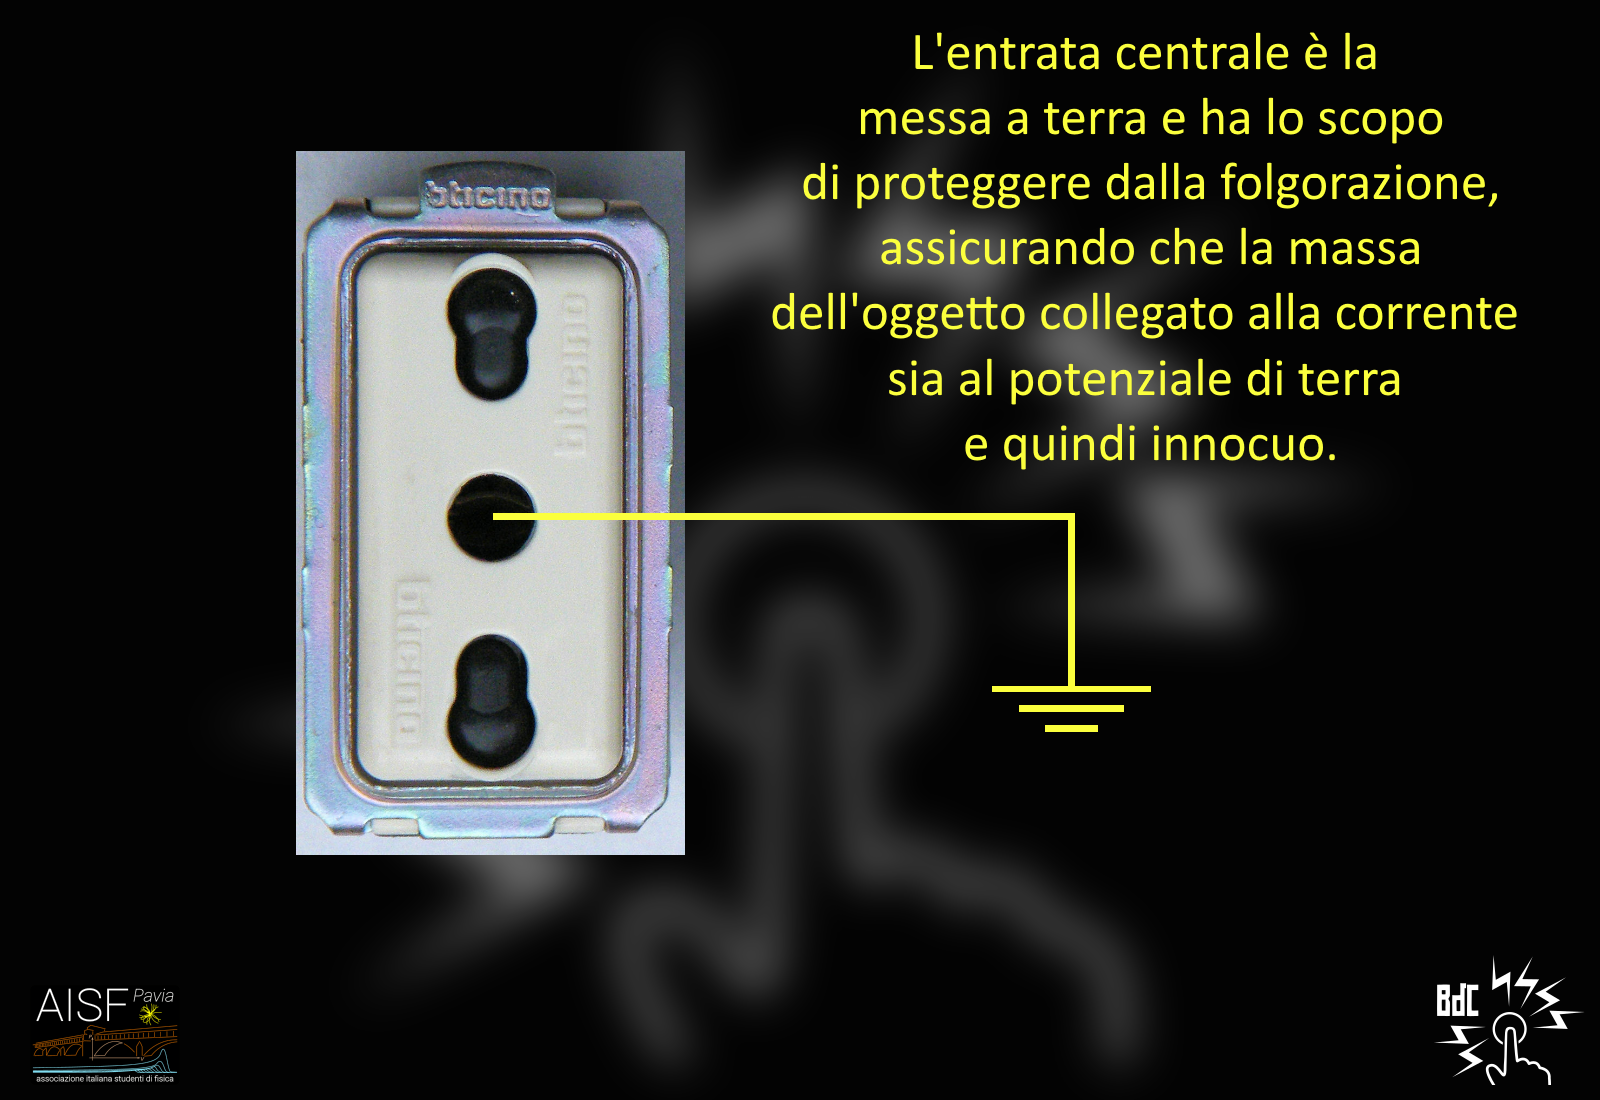 L'entrata centrale è la
messa a terra e ha lo scopo
di proteggere dalla folgorazione,
assicurando che la massa
dell'oggetto collegato alla corrente
sia al potenziale di terra
e quindi innocuo.
bticino
bticino
bticino
AISF Pavia
associazione italiana studenti di fisica
BdC